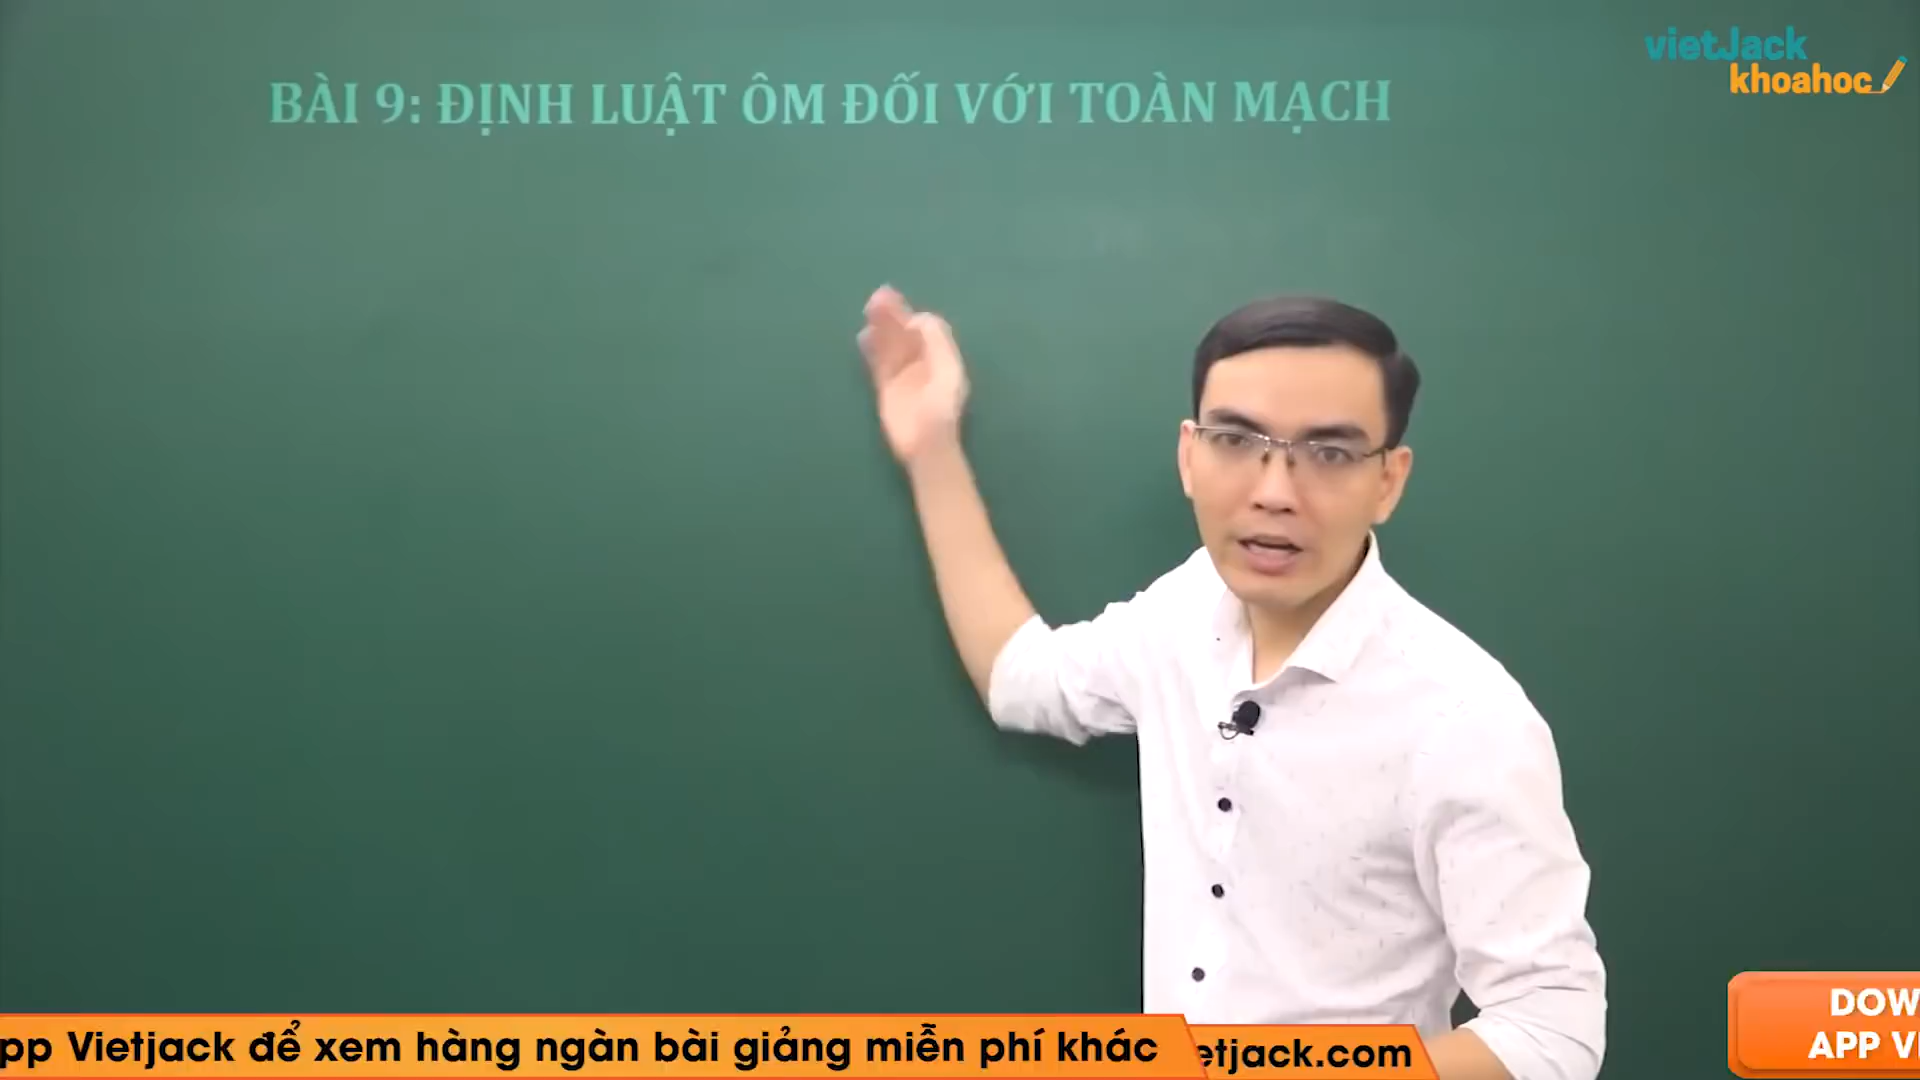 vietJack
khoahoc
BÀI 9: ĐỊNH LUẬT ÔM ĐỐI VỚI TOÀN MẠCH
pp Vietjack để xem hàng ngàn bài giảng miễn phí khác
etjack.com
DOW
APP VI